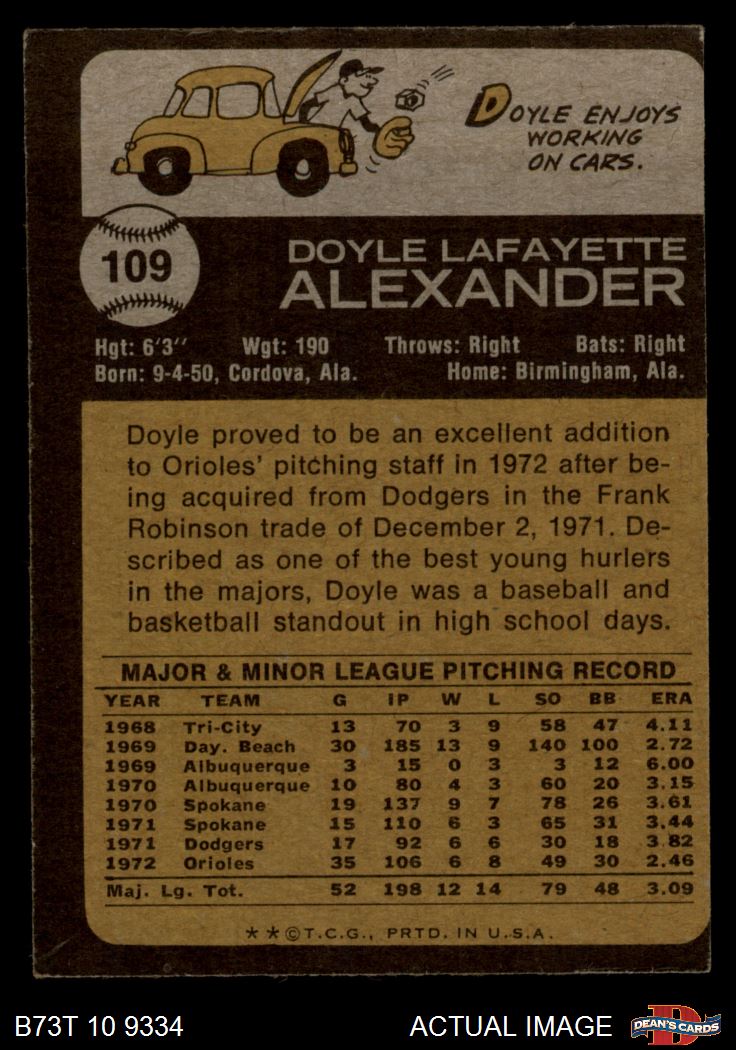 DOYLE ENJOYS
WORKING
ON CARS.
109
DOYLE LAFAYETTE
ALEXANDER
Hgt: 6'3'' Wgt: 190 Throws: Right Bats: Right
Born: 9-4-50, Cordova, Ala. Home: Birmingham, Ala.
Doyle proved to be an excellent addition
to Orioles' pitching staff in 1972 after be-
ing acquired from Dodgers in the Frank
Robinson trade of December 2, 1971. De-
scribed as one of the best young hurlers
in the majors, Doyle was a baseball and
basketball standout in high school days.
MAJOR & MINOR LEAGUE PITCHING RECORD
YEAR TEAM G IP W L SO BB ERA
1968 Tri-City 13 70 3 9 58 47 4.11
1969 Day. Beach 30 185 13 9 140 100 2.72
1969 Albuquerque 3 15 0 3 3 12 6.00
1970 Albuquerque 10 80 4 3 60 20 3.15
1970 Spokane 19 137 9 7 78 26 3.61
1971 Spokane 15 110 6 3 65 31 3.44
1971 Dodgers 17 92 6 6 30 18 3.82
1972 Orioles 35 106 6 8 49 30 2.46
Maj. Lg. Tot. 52 198 12 14 79 48 3.09
**©T.C.G., PRTD. IN U.S.A.
B73T 10 9334 ACTUAL IMAGE DEAN'S CARDS